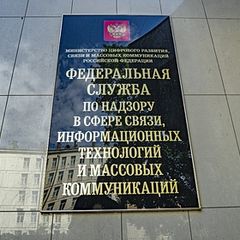 МИНИСТЕРСТВО ЦИФРОВОГО РАЗВИТИЯ,
СВЯЗИ И МАССОВЫХ КОММУНИКАЦИЙ
РОССИЙСКОЙ ФЕДЕРАЦИИ
ФЕДЕРАЛЬНАЯ
СЛУЖБА
ПО НАДЗОРУ
В СФЕРЕ СВЯЗИ,
ИНФОРМАЦИОННЫХ
ТЕХНОЛОГИЙ
И МАССОВЫХ
КОММУНИКАЦИЙ